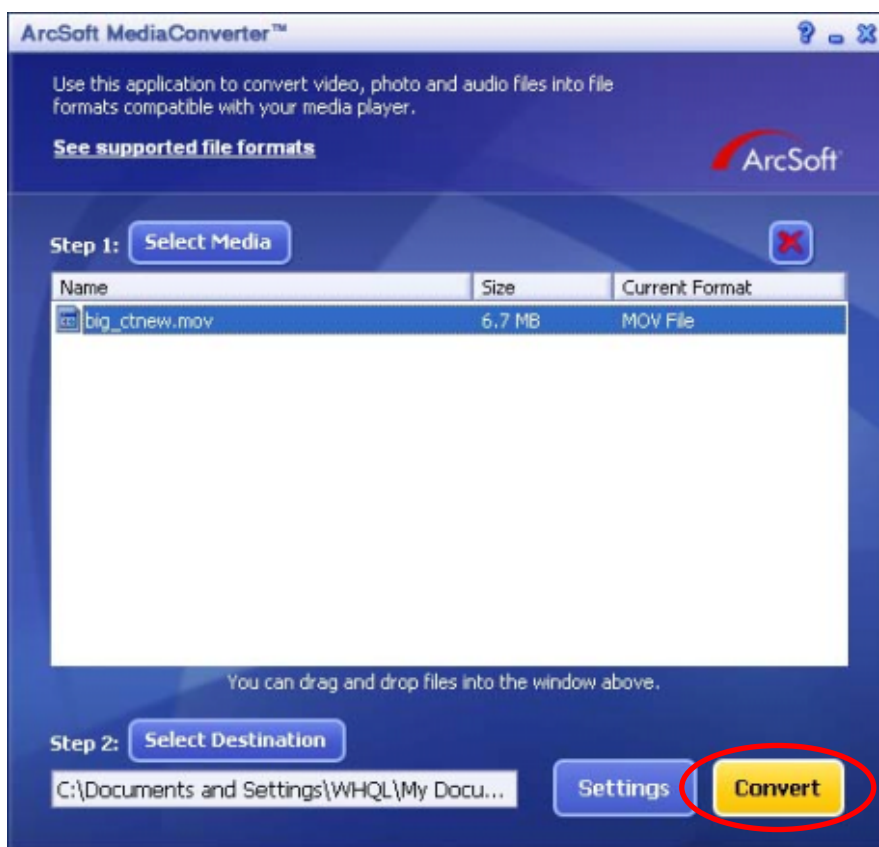 ArcSoft MediaConverter™
Use this application to convert video, photo and audio files into file
formats compatible with your media player.
See supported file formats
ArcSoft
Step 1: Select Media
Name Size Current Format
big_ctnew.mov 6.7 MB MOV File
You can drag and drop files into the window above.
Step 2: Select Destination
C:\Documents and Settings\WHQL\My Docu... Settings Convert